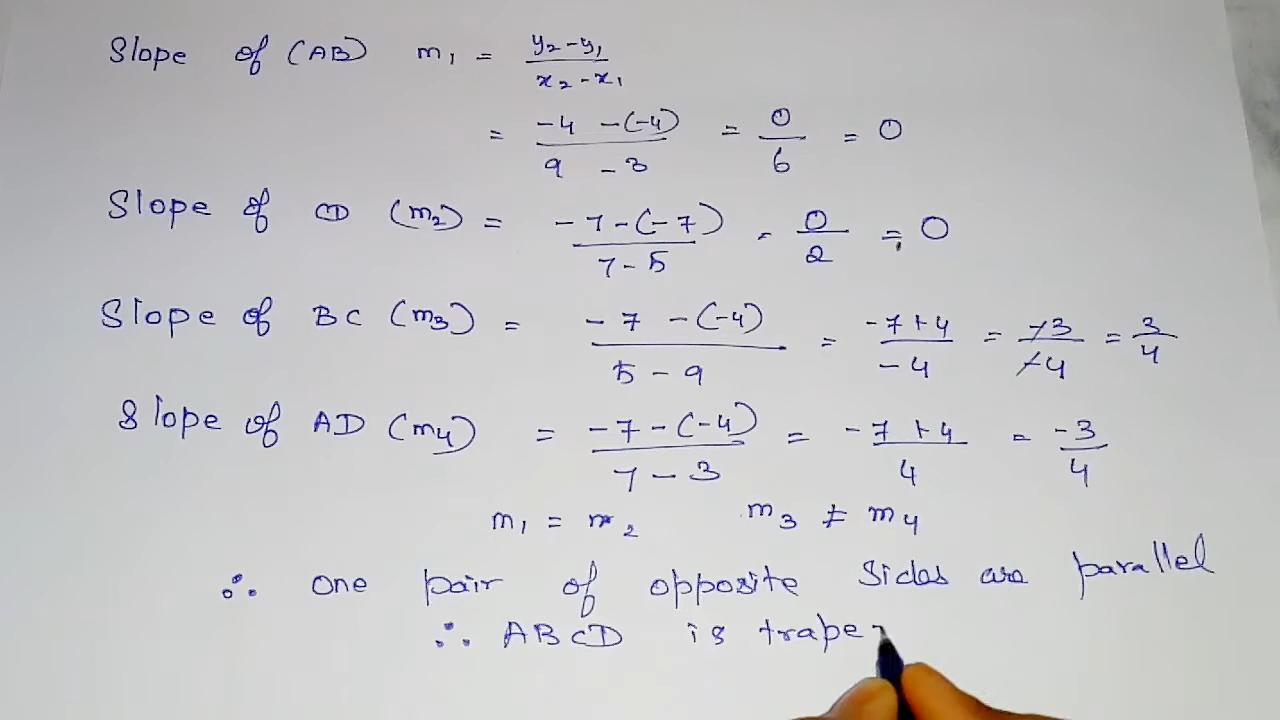 Slope of (AB) m₁ = (y₂-y₁)/(x₂-x₁)
= (-4 -(-4))/(9 - 3) = 0/6 = 0
Slope of CD (m₂) = (-7-(-7))/(7-5) = 0/2 = 0
Slope of BC (m₃) = (-7 -(-4))/(5-9) = (-7+4)/(-4) = (-3)/(-4) = 3/4
Slope of AD (m₄) = (-7-(-4))/(7-3) = (-7+4)/4 = -3/4
m₁ = m₂ m₃ ≠ m₄
∴ one pair of opposite sides are parallel
∴ ABCD is trapez